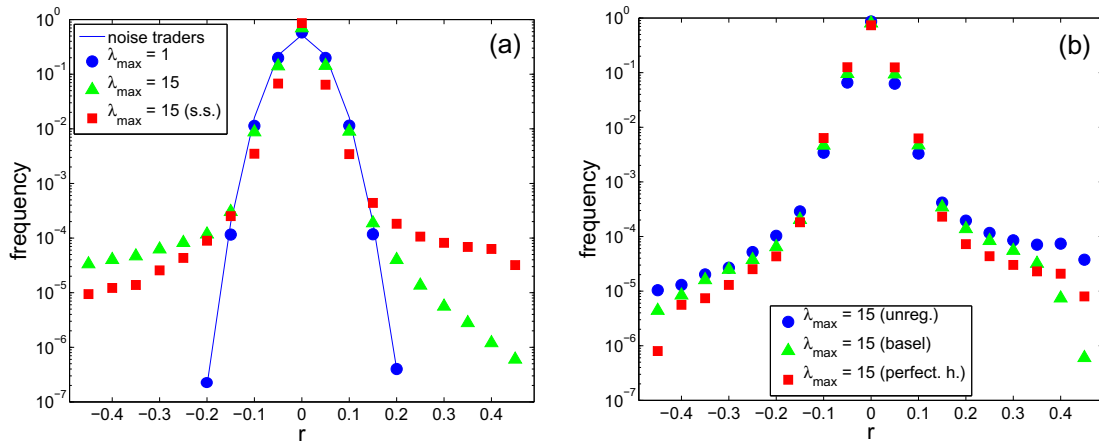 (a)
noise traders
λmax = 1
λmax = 15
λmax = 15 (s.s.)
frequency
10^0
10^-1
10^-2
10^-3
10^-4
10^-5
10^-6
10^-7
−0.4 −0.3 −0.2 −0.1 0 0.1 0.2 0.3 0.4
r
(b)
frequency
10^0
10^-1
10^-2
10^-3
10^-4
10^-5
10^-6
10^-7
λmax = 15 (unreg.)
λmax = 15 (basel)
λmax = 15 (perfect. h.)
−0.4 −0.3 −0.2 −0.1 0 0.1 0.2 0.3 0.4
r